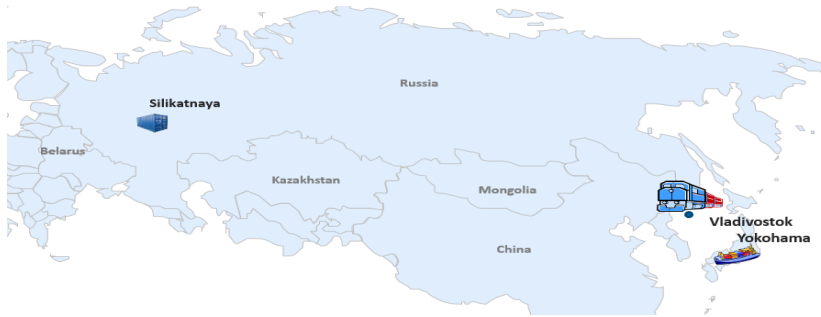 Russia
Silikatnaya
Belarus
Kazakhstan
Mongolia
Vladivostok
Yokohama
China